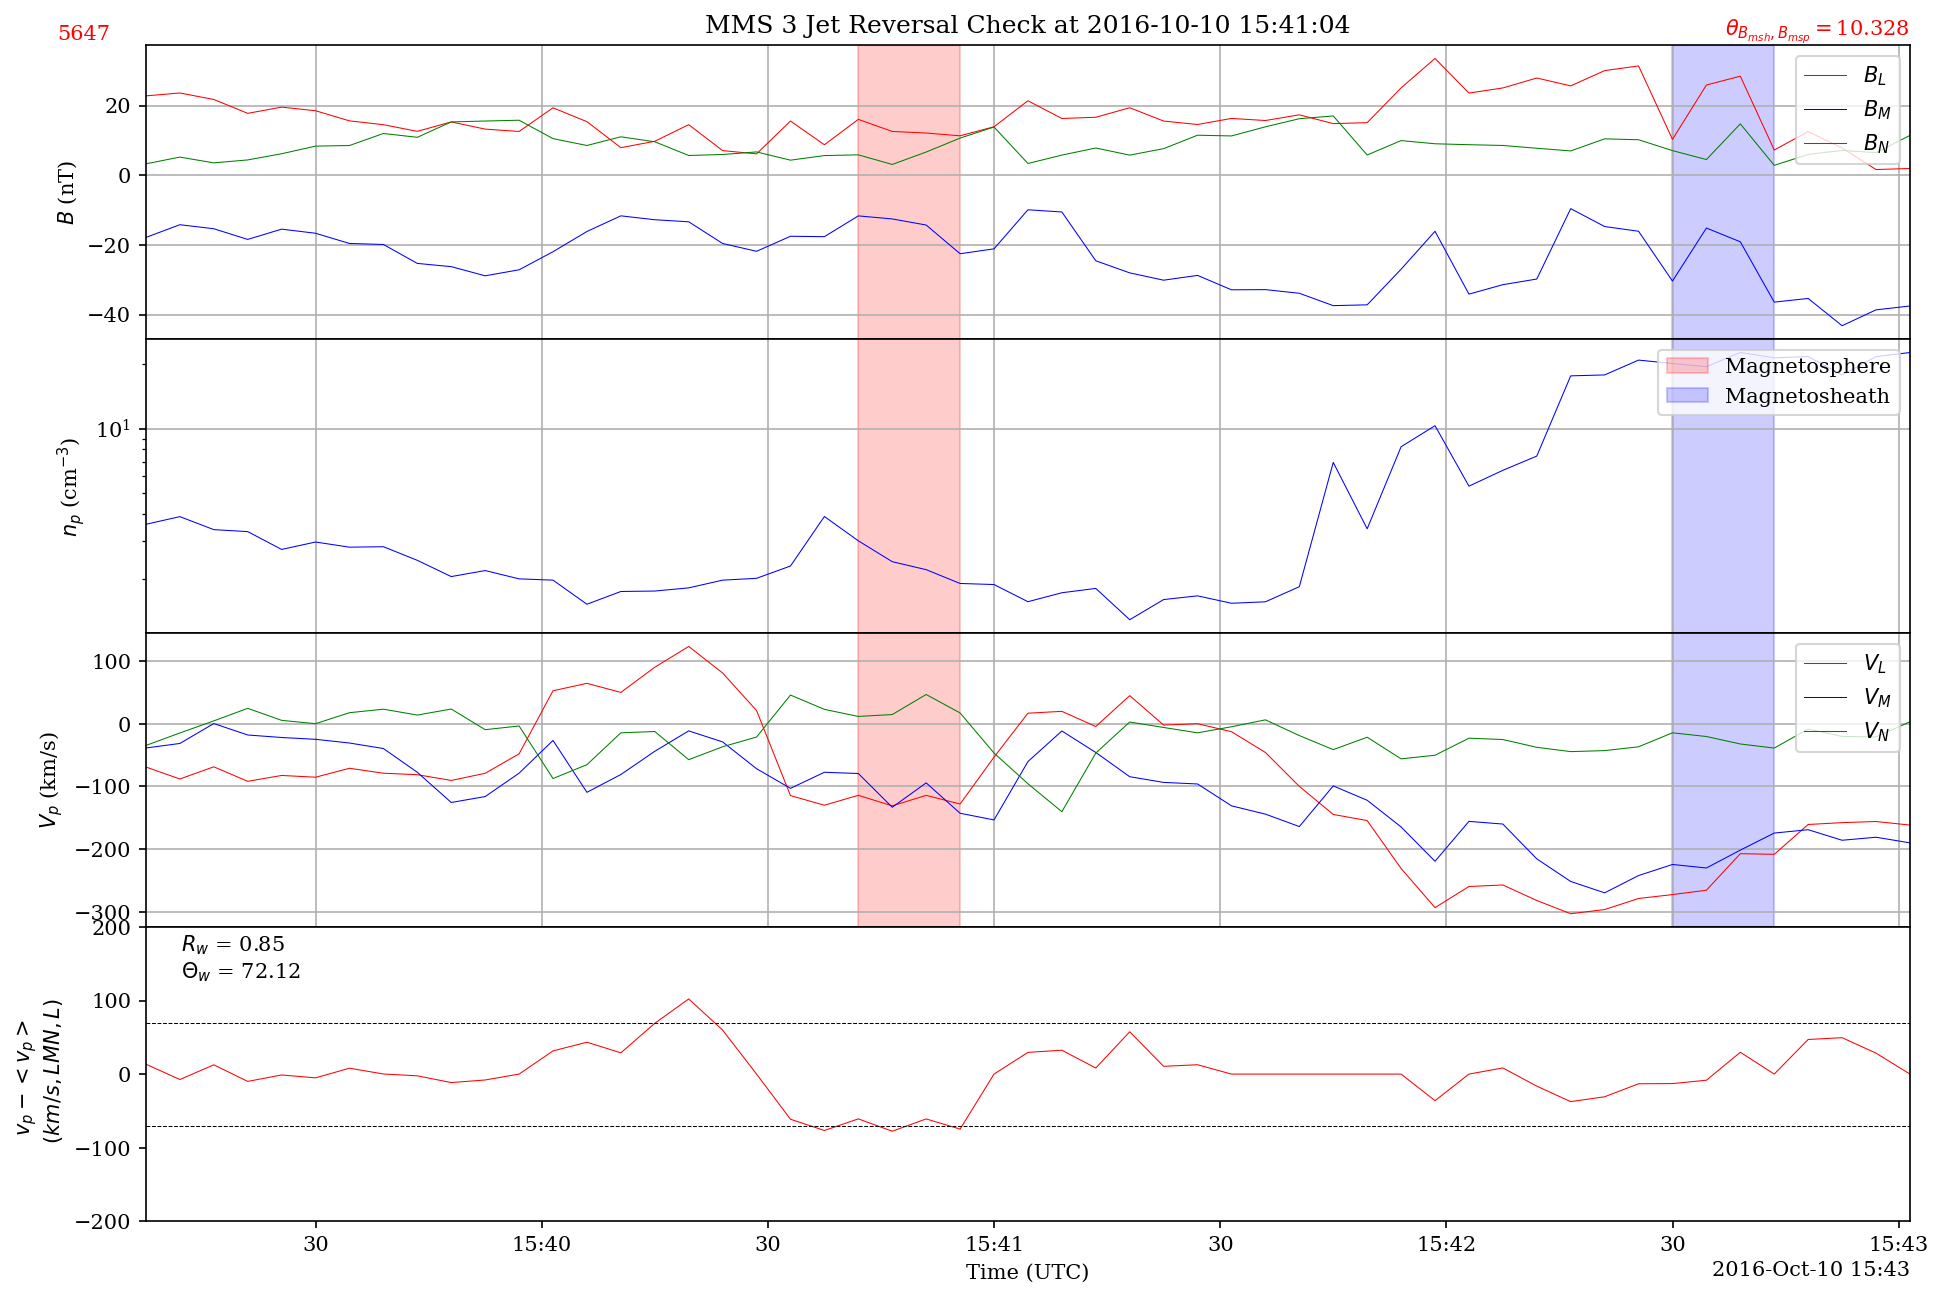 5647
MMS 3 Jet Reversal Check at 2016-10-10 15:41:04
θ_{B_{msh}, B_{msp}} = 10.328
B (nT)
20
0
−20
−40
B_L
B_M
B_N
n_p (cm^{−3})
10^1
Magnetosphere
Magnetosheath
V_p (km/s)
100
0
−100
−200
−300
V_L
V_M
V_N
v_p − < v_p >
(km/s, LMN, L)
200
100
0
−100
−200
R_w = 0.85
Θ_w = 72.12
30
15:40
30
15:41
30
15:42
30
15:43
Time (UTC)
2016-Oct-10 15:43